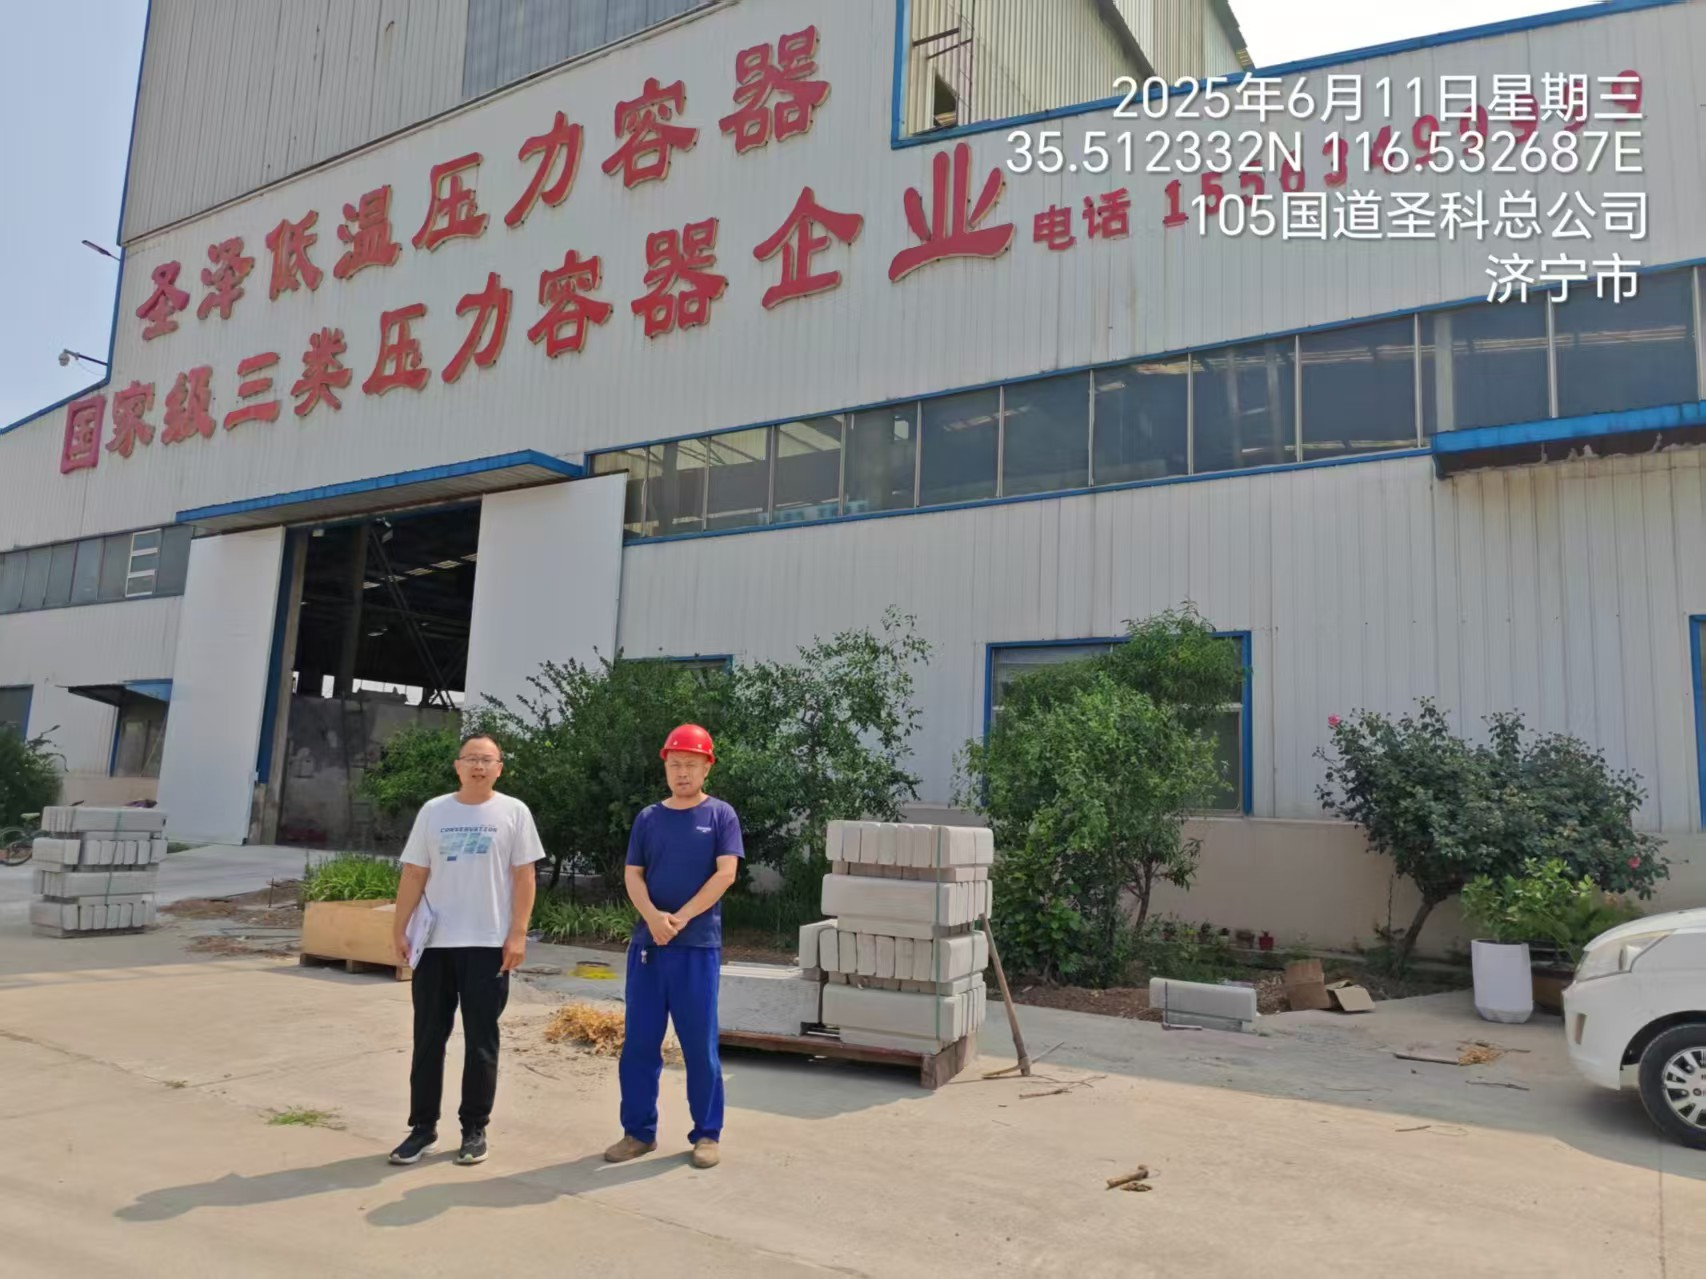 圣泽低温压力容器
国家级三类压力容器企业
电话
2025年6月11日星期三
35.512332N 116.532687E
105国道圣科总公司
济宁市
CONSERVATION